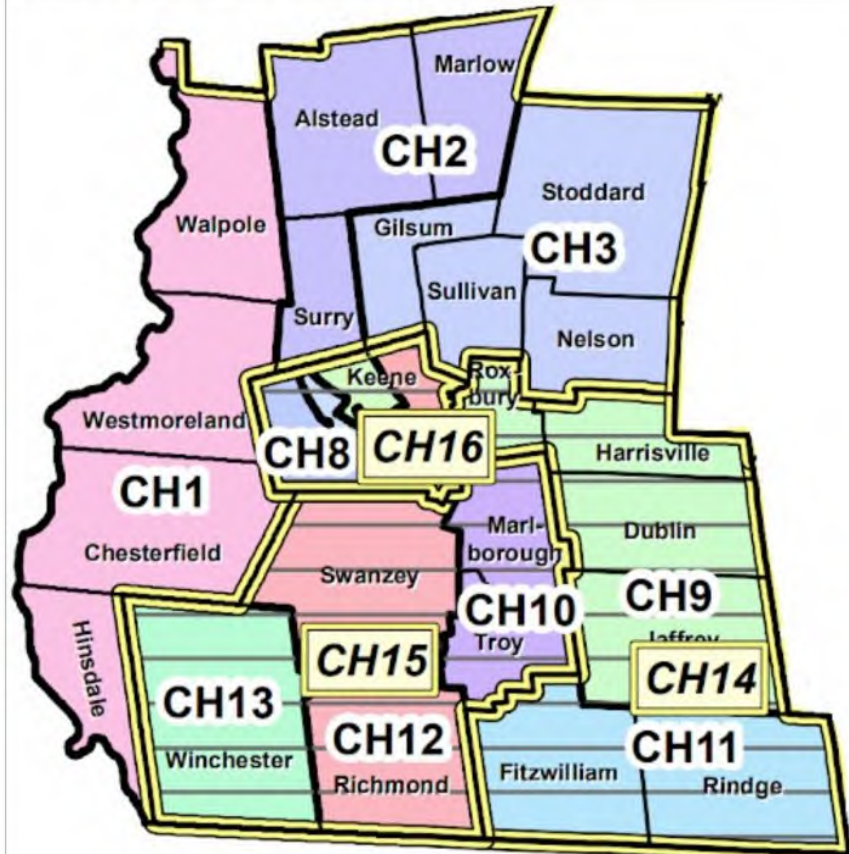 Marlow
Alstead
CH2
Stoddard
Walpole
Gilsum
CH3
Sullivan
Surry
Nelson
Keene
Rox-
bury
Westmoreland
CH8
CH16
Harrisville
CH1
Marl-
borough
Dublin
Chesterfield
Swanzey
CH10
CH9
Troy
Jaffrey
Hinsdale
CH15
CH14
CH13
CH12
CH11
Winchester
Richmond
Fitzwilliam
Rindge